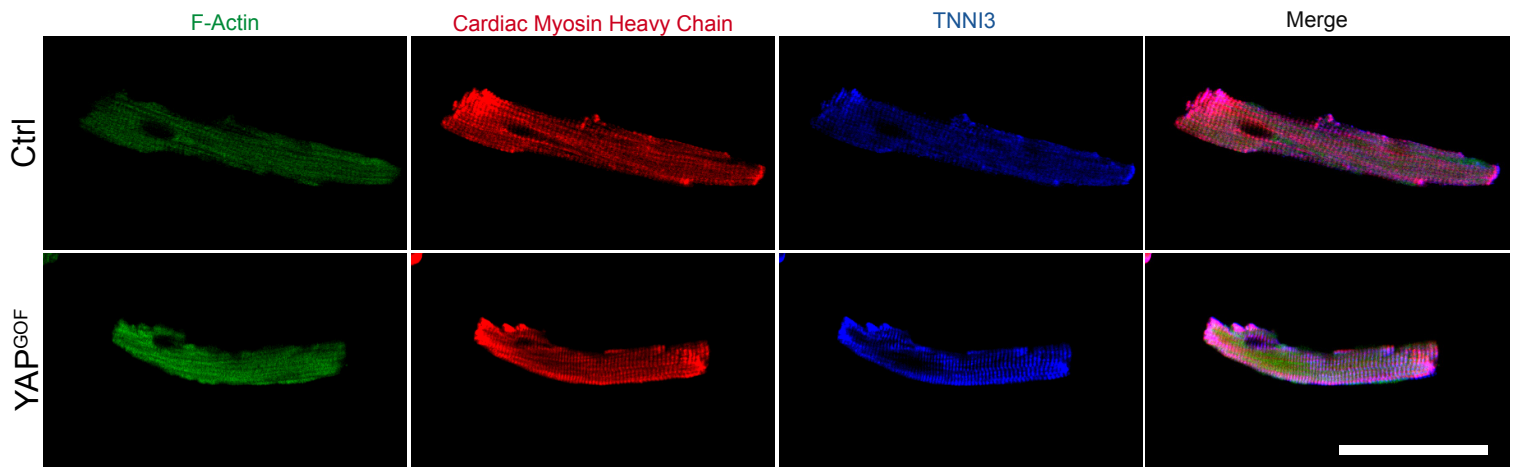 F-Actin
Cardiac Myosin Heavy Chain
TNNI3
Merge
Ctrl
YAPGOF